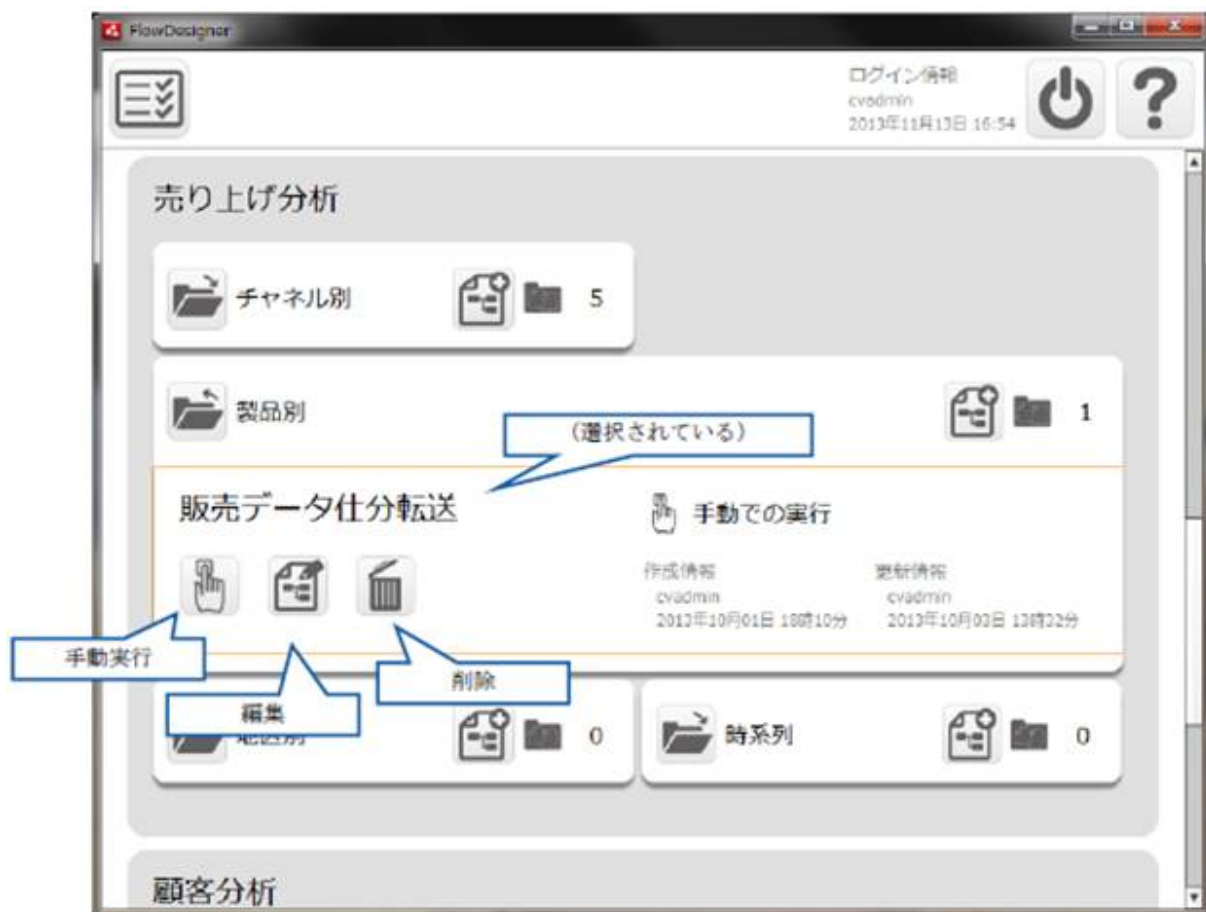 FlowDesigner
ログイン情報
cvadmin
2013年11月13日 16:54
売り上げ分析
チャネル別
5
製品別
1
(選択されている)
販売データ仕分転送
手動での実行
作成情報
更新情報
cvadmin
cvadmin
2013年10月01日 18時10分
2013年10月03日 13時32分
手動実行
編集
削除
地区別
0
時系列
0
顧客分析